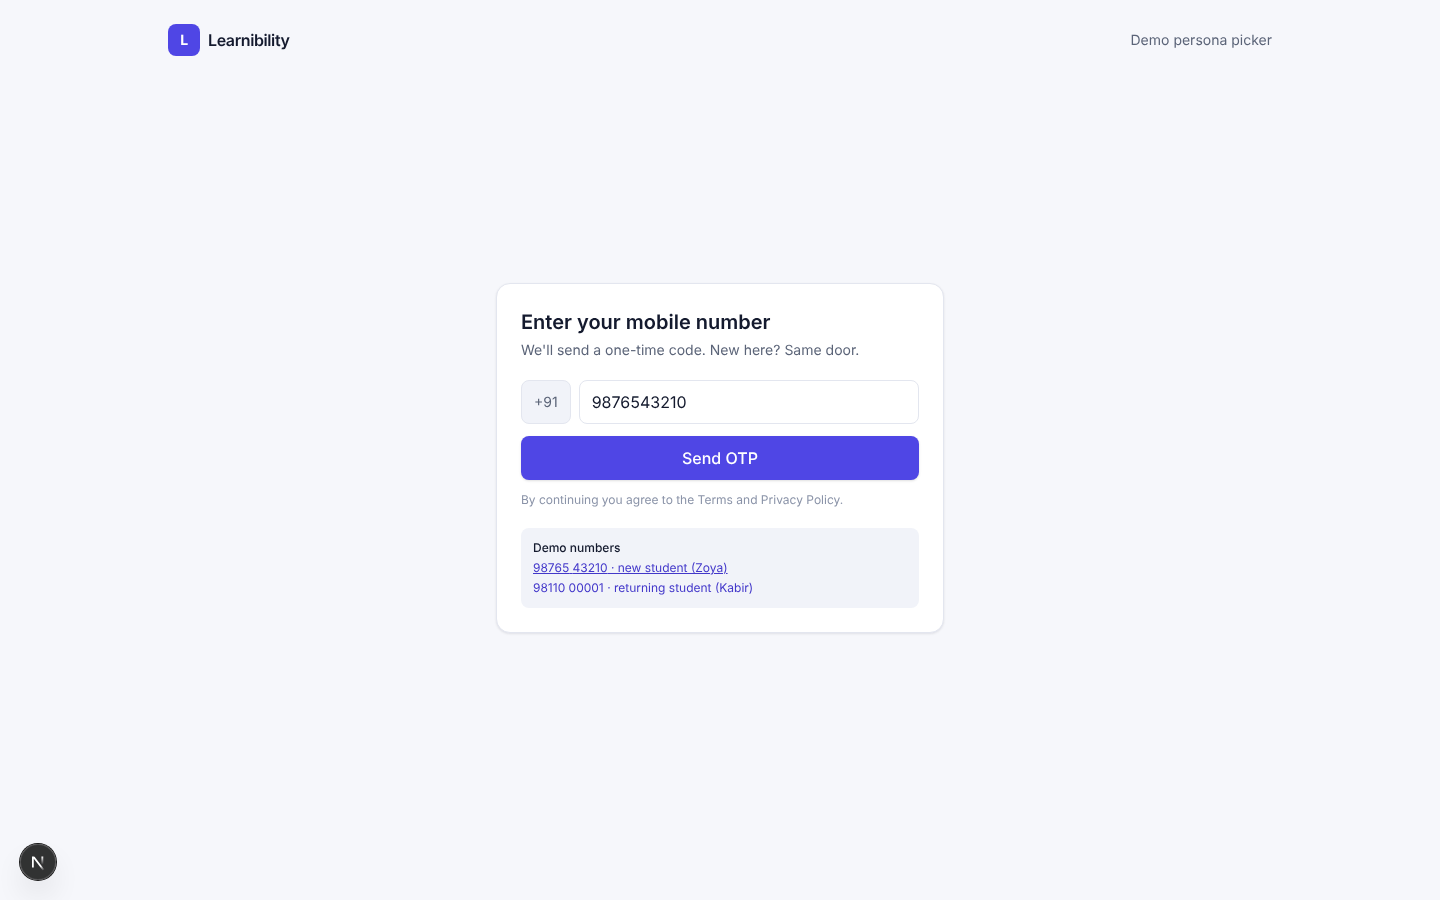 L Learnibility
Demo persona picker
Enter your mobile number
We'll send a one-time code. New here? Same door.
+91 9876543210
Send OTP
By continuing you agree to the Terms and Privacy Policy.
Demo numbers
98765 43210 · new student (Zoya)
98110 00001 · returning student (Kabir)
N